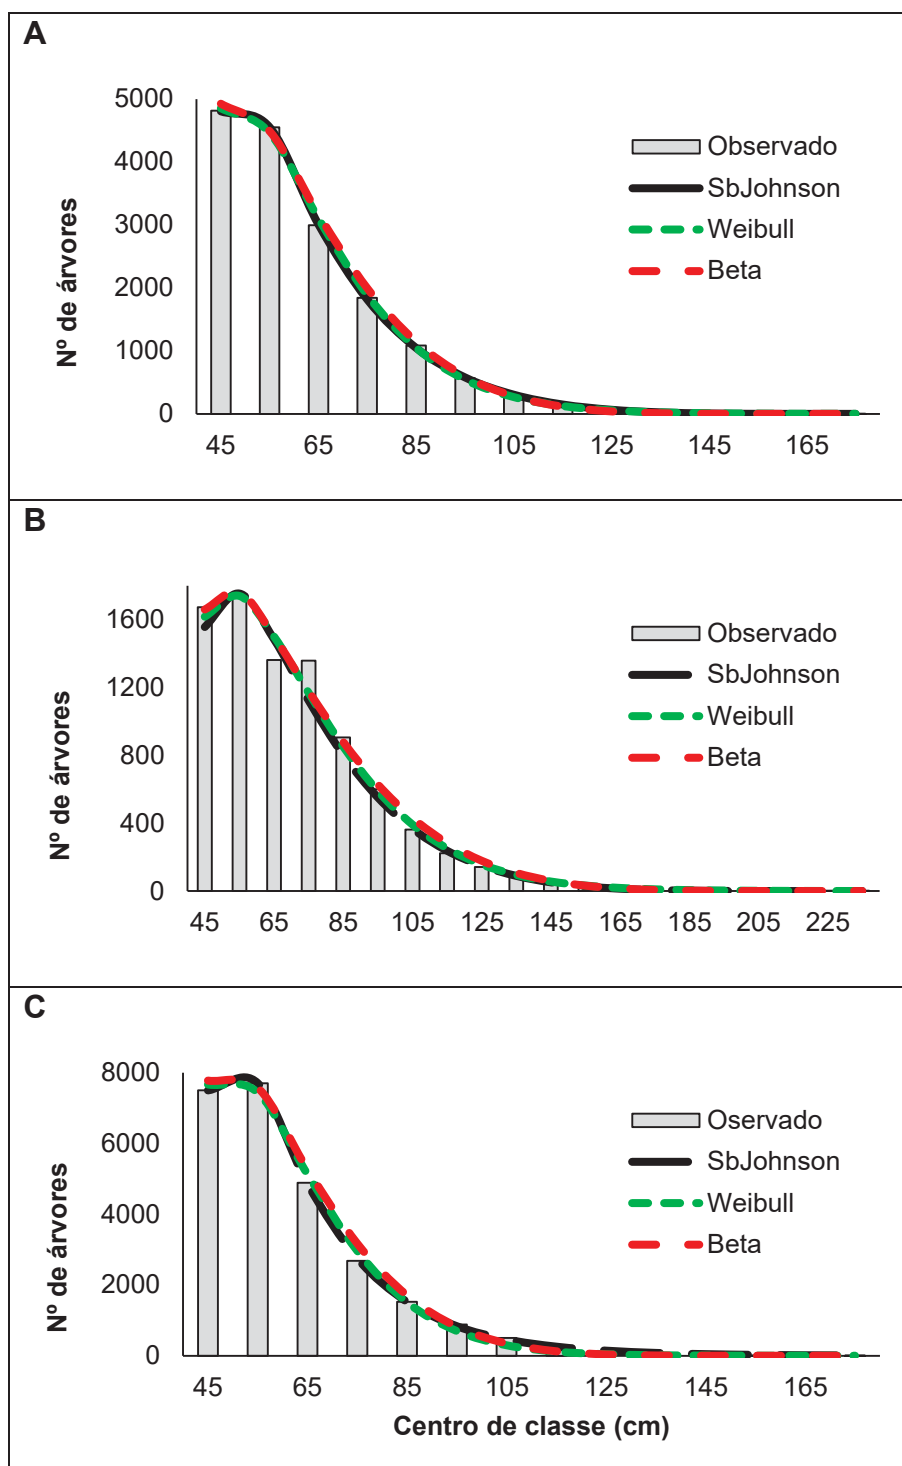 A
5000
4000
3000
2000
1000
0
Nº de árvores
45 65 85 105 125 145 165
Observado
SbJohnson
Weibull
Beta
B
1600
1200
800
400
0
Nº de árvores
45 65 85 105 125 145 165 185 205 225
Observado
SbJohnson
Weibull
Beta
C
8000
6000
4000
2000
0
Nº de árvores
45 65 85 105 125 145 165
Centro de classe (cm)
Oservado
SbJohnson
Weibull
Beta